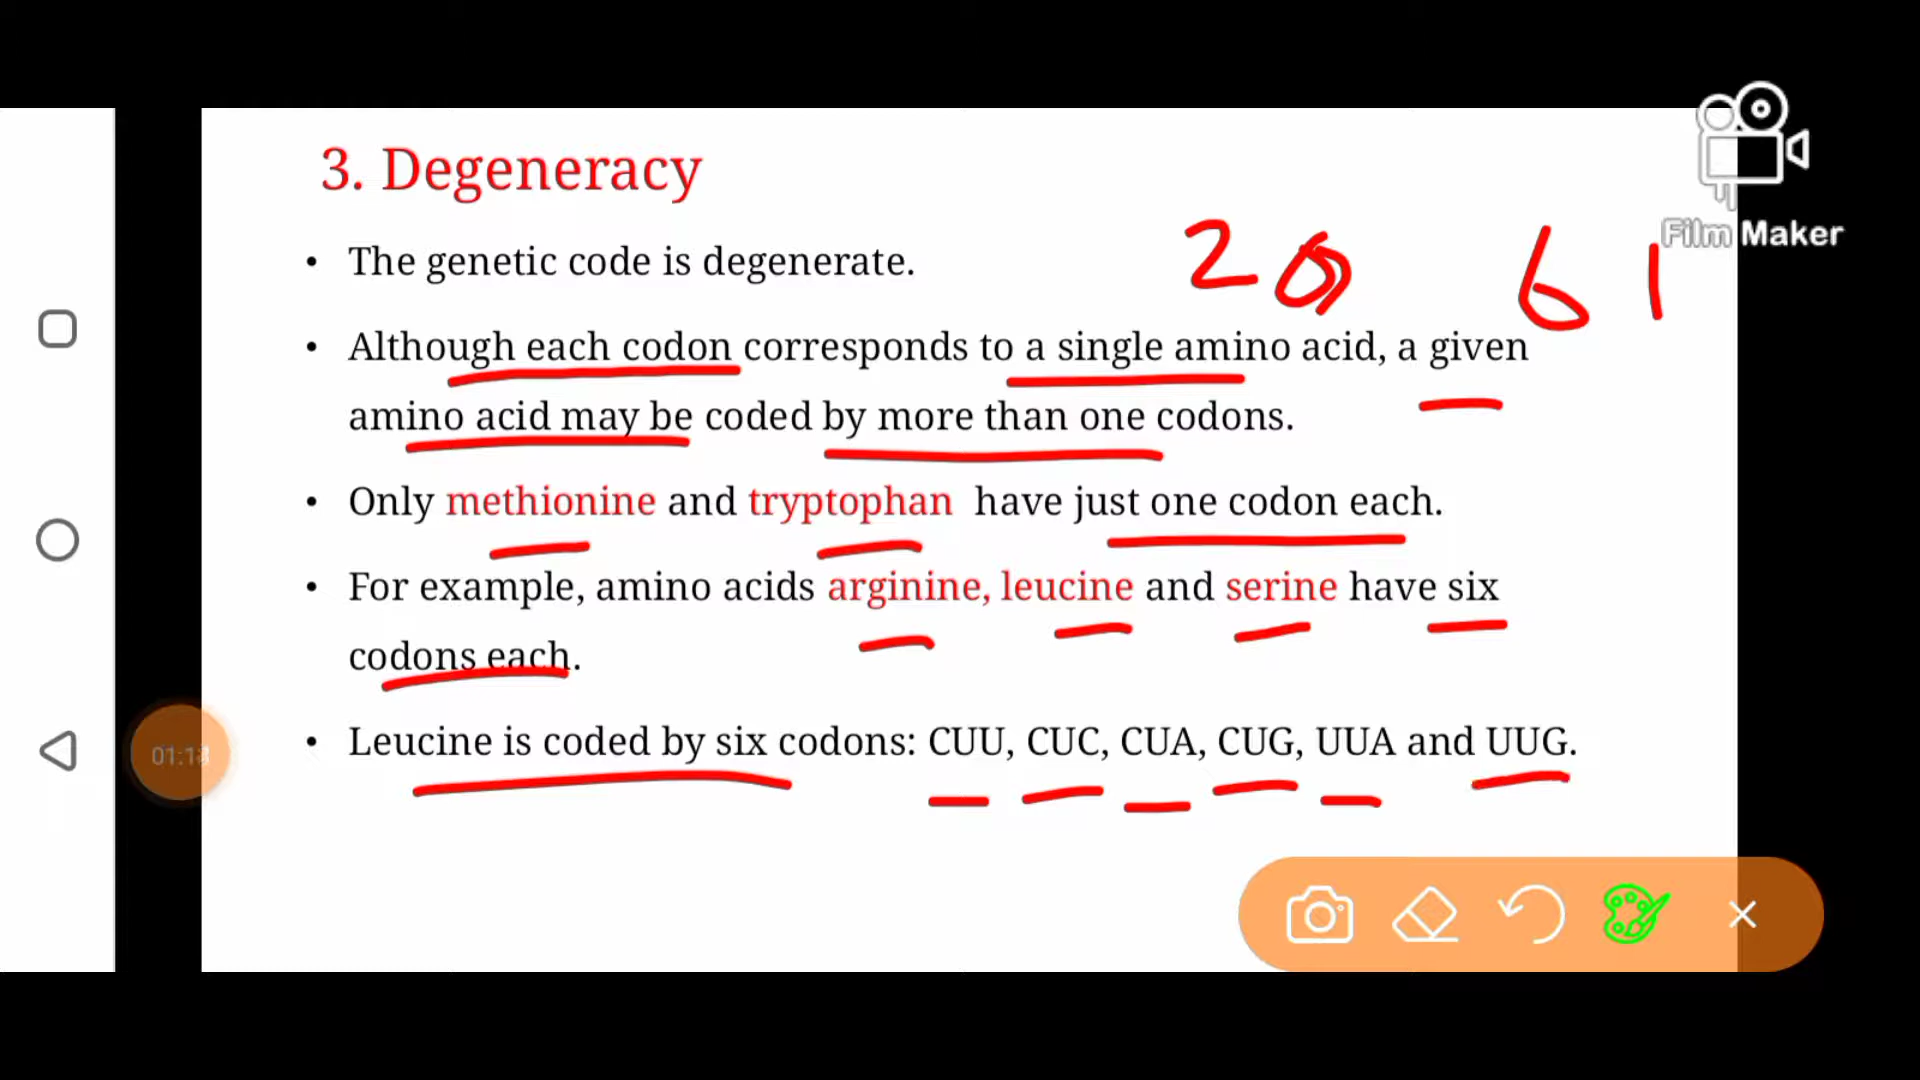 3. Degeneracy
Film Maker
• The genetic code is degenerate.
20 61
• Although each codon corresponds to a single amino acid, a given
amino acid may be coded by more than one codons.
• Only methionine and tryptophan have just one codon each.
• For example, amino acids arginine, leucine and serine have six
codons each.
• Leucine is coded by six codons: CUU, CUC, CUA, CUG, UUA and UUG.